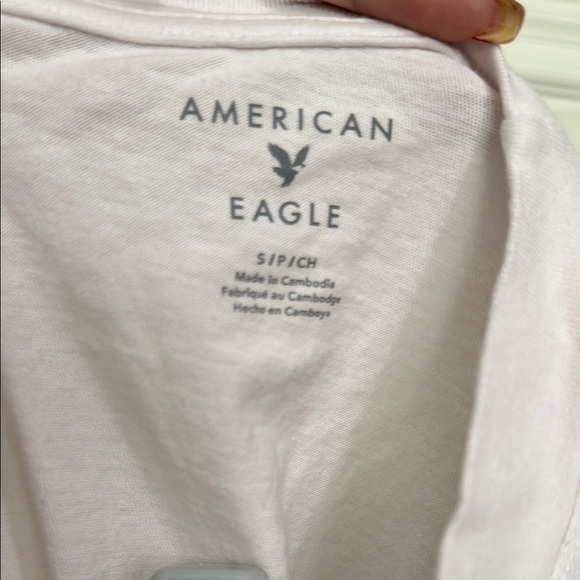 AMERICAN
EAGLE
S/P/CH
Made in Cambodia
Fabriqué au Cambodge
Hecho en Camboya